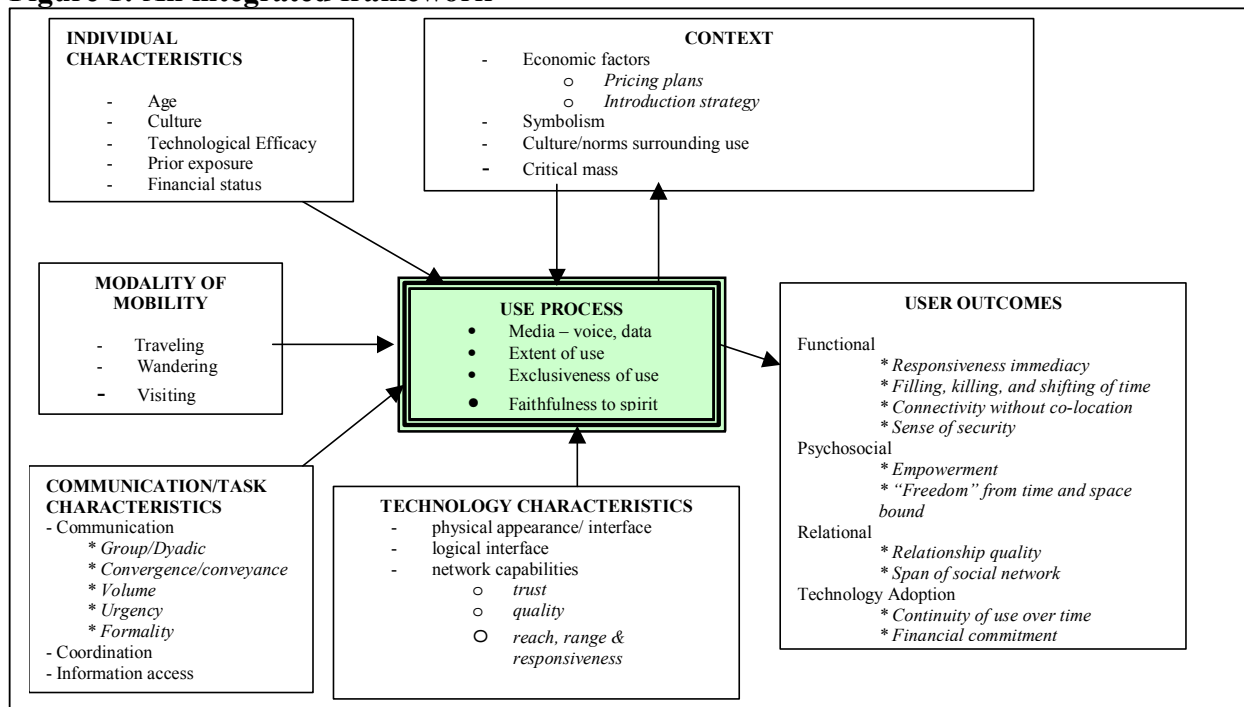 Figure 1: An integrated framework
INDIVIDUAL
CHARACTERISTICS
- Age
- Culture
- Technological Efficacy
- Prior exposure
- Financial status
CONTEXT
- Economic factors
o Pricing plans
o Introduction strategy
- Symbolism
- Culture/norms surrounding use
- Critical mass
MODALITY OF
MOBILITY
- Traveling
- Wandering
- Visiting
USE PROCESS
• Media – voice, data
• Extent of use
• Exclusiveness of use
• Faithfulness to spirit
USER OUTCOMES
Functional
* Responsiveness immediacy
* Filling, killing, and shifting of time
* Connectivity without co-location
* Sense of security
Psychosocial
* Empowerment
* “Freedom” from time and space
bound
Relational
* Relationship quality
* Span of social network
Technology Adoption
* Continuity of use over time
* Financial commitment
COMMUNICATION/TASK
CHARACTERISTICS
- Communication
* Group/Dyadic
* Convergence/conveyance
* Volume
* Urgency
* Formality
- Coordination
- Information access
TECHNOLOGY CHARACTERISTICS
- physical appearance/ interface
- logical interface
- network capabilities
o trust
o quality
o reach, range &
responsiveness